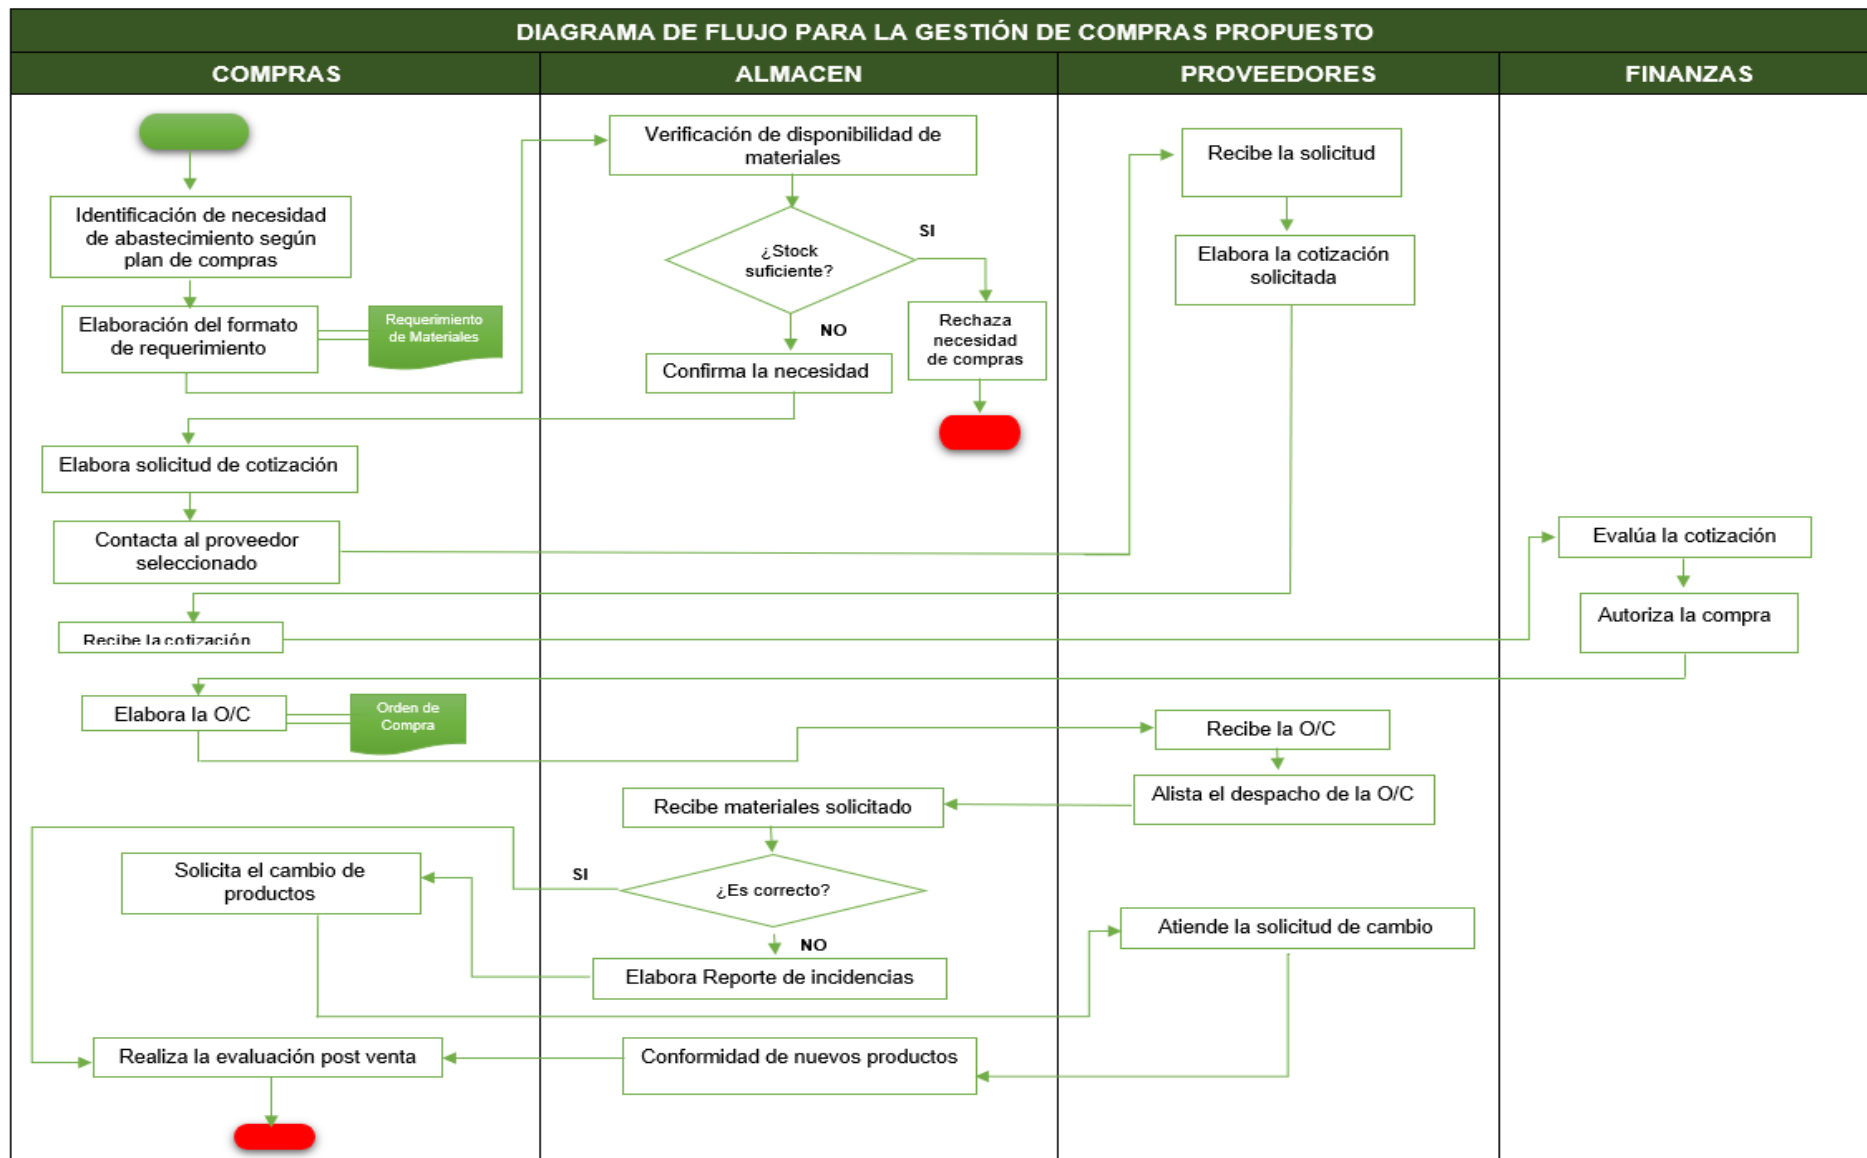 DIAGRAMA DE FLUJO PARA LA GESTIÓN DE COMPRAS PROPUESTO
COMPRAS
ALMACEN
PROVEEDORES
FINANZAS
Identificación de necesidad
de abastecimiento según
plan de compras
Elaboración del formato
de requerimiento
Requerimiento
de Materiales
Verificación de disponibilidad de
materiales
¿Stock
suficiente?
SI
NO
Rechaza
necesidad
de compras
Confirma la necesidad
Recibe la solicitud
Elabora la cotización
solicitada
Elabora solicitud de cotización
Contacta al proveedor
seleccionado
Recibe la cotización
Evalúa la cotización
Autoriza la compra
Elabora la O/C
Orden de
Compra
Recibe la O/C
Alista el despacho de la O/C
Recibe materiales solicitado
¿Es correcto?
SI
NO
Solicita el cambio de
productos
Elabora Reporte de incidencias
Atiende la solicitud de cambio
Realiza la evaluación post venta
Conformidad de nuevos productos